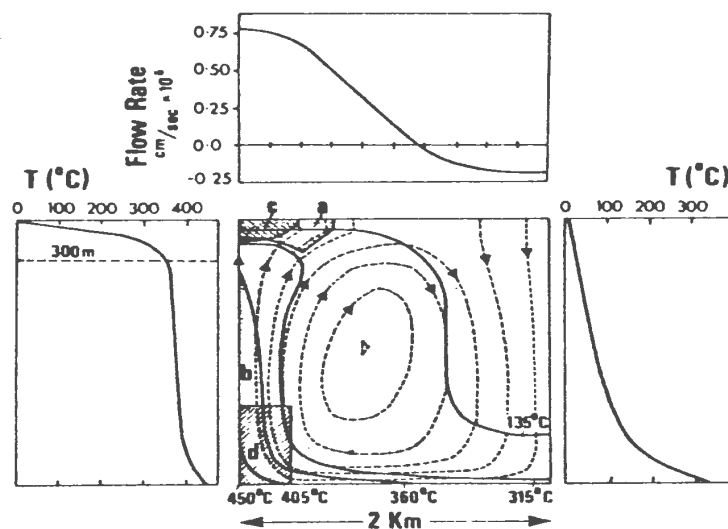 0.75
0.50
0.25
0.0
-0.25
Flow Rate
cm/sec × 10⁶
T (°C)
0 100 200 300 400
300m
c a
b
d
135°C
450°C 405°C 360°C 315°C
2 Km
T (°C)
0 100 200 300